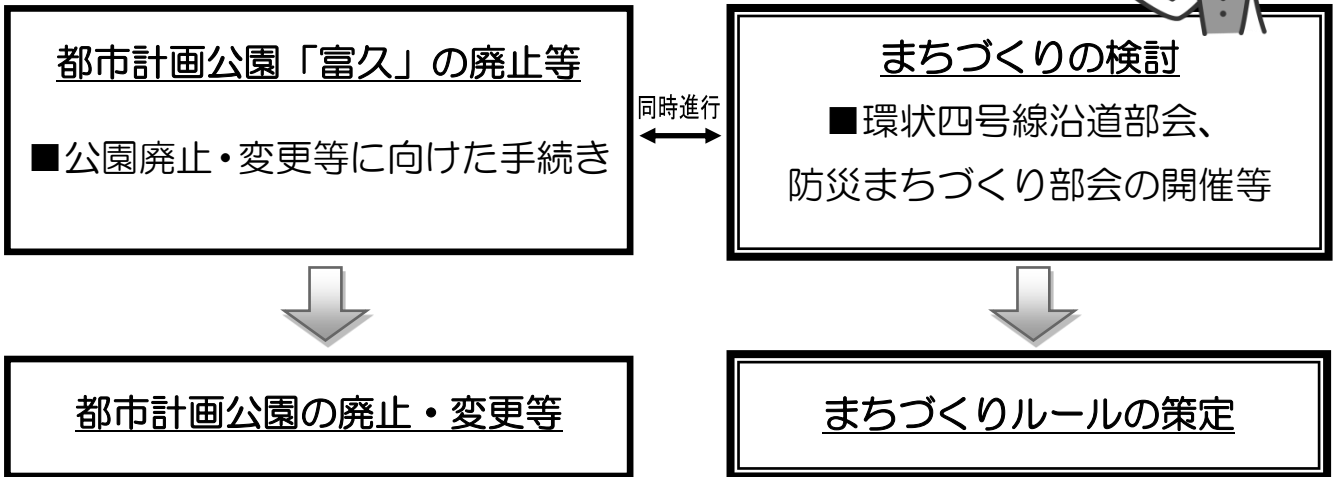 都市計画公園「富久」の廃止等
■公園廃止・変更等に向けた手続き
同時進行
まちづくりの検討
■環状四号線沿道部会、
防災まちづくり部会の開催等
都市計画公園の廃止・変更等
まちづくりルールの策定